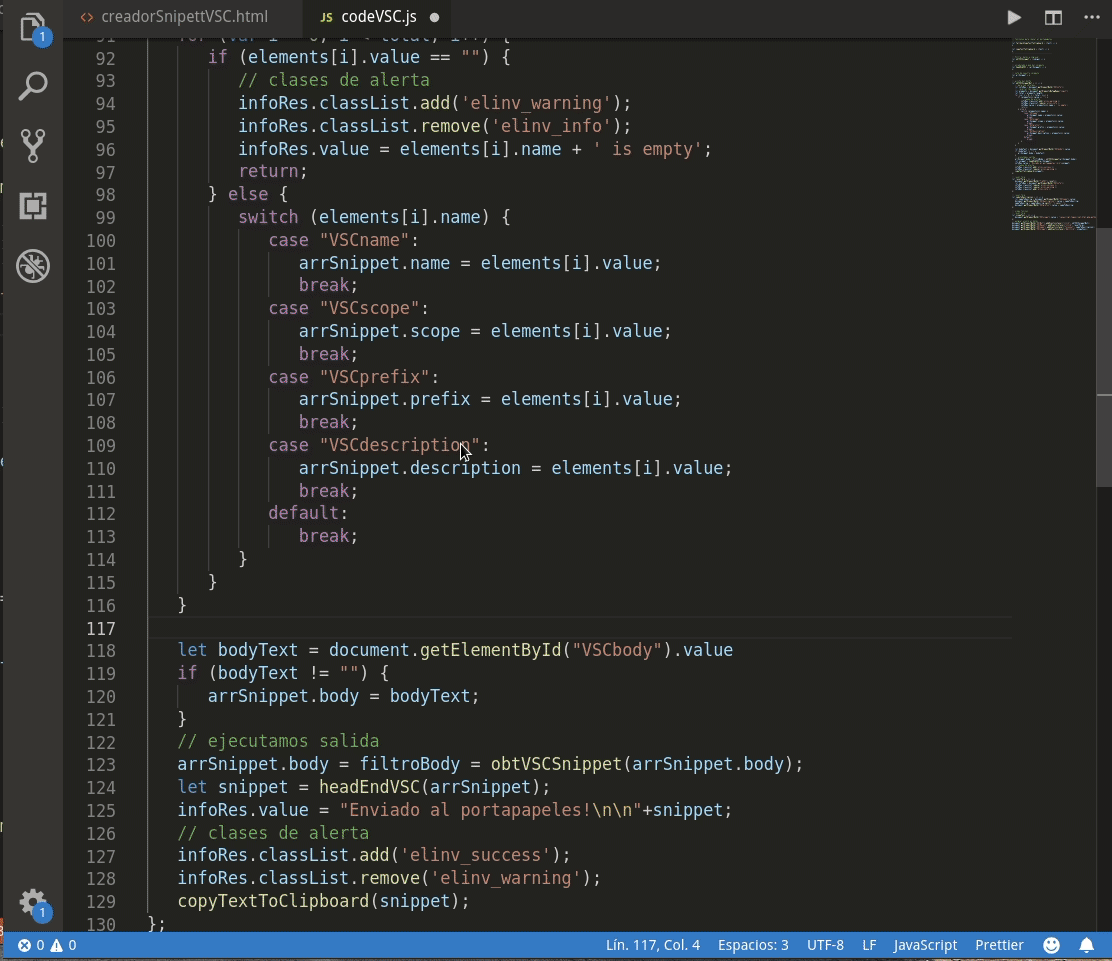 creadorSnipettVSC.html
codeVSC.js
92 if (elements[i].value == "") {
93 // clases de alerta
94 infoRes.classList.add('elinv_warning');
95 infoRes.classList.remove('elinv_info');
96 infoRes.value = elements[i].name + ' is empty';
97 return;
98 } else {
99 switch (elements[i].name) {
100 case "VSCname":
101 arrSnippet.name = elements[i].value;
102 break;
103 case "VSCscope":
104 arrSnippet.scope = elements[i].value;
105 break;
106 case "VSCprefix":
107 arrSnippet.prefix = elements[i].value;
108 break;
109 case "VSCdescription":
110 arrSnippet.description = elements[i].value;
111 break;
112 default:
113 break;
114 }
115 }
116 }
117
118 let bodyText = document.getElementById("VSCbody").value
119 if (bodyText != "") {
120 arrSnippet.body = bodyText;
121 }
122 // ejecutamos salida
123 arrSnippet.body = filtroBody = obtVSCSnippet(arrSnippet.body);
124 let snippet = headEndVSC(arrSnippet);
125 infoRes.value = "Enviado al portapapeles!\n\n"+snippet;
126 // clases de alerta
127 infoRes.classList.add('elinv_success');
128 infoRes.classList.remove('elinv_warning');
129 copyTextToClipboard(snippet);
130 };
1
1
0 0 Lín. 117, Col. 4 Espacios: 3 UTF-8 LF JavaScript Prettier